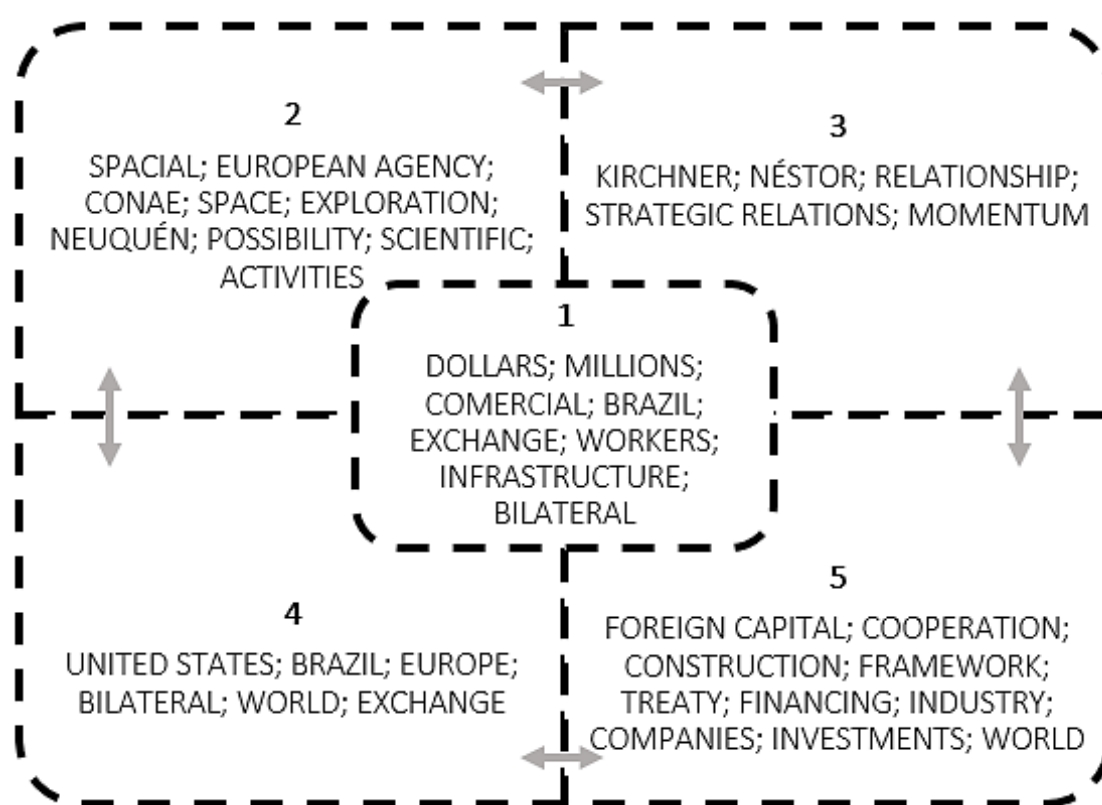 2
SPACIAL; EUROPEAN AGENCY;
CONAE; SPACE; EXPLORATION;
NEUQUÉN; POSSIBILITY; SCIENTIFIC;
ACTIVITIES
3
KIRCHNER; NÉSTOR; RELATIONSHIP;
STRATEGIC RELATIONS; MOMENTUM
1
DOLLARS; MILLIONS;
COMERCIAL; BRAZIL;
EXCHANGE; WORKERS;
INFRASTRUCTURE;
BILATERAL
4
UNITED STATES; BRAZIL; EUROPE;
BILATERAL; WORLD; EXCHANGE
5
FOREIGN CAPITAL; COOPERATION;
CONSTRUCTION; FRAMEWORK;
TREATY; FINANCING; INDUSTRY;
COMPANIES; INVESTMENTS; WORLD